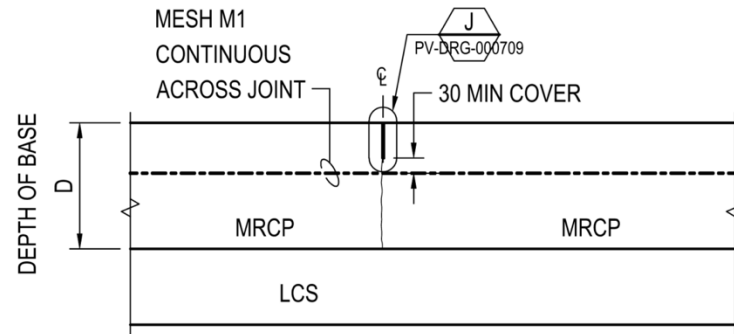 MESH M1
CONTINUOUS
ACROSS JOINT
J
PV-DRG-000709
℄
30 MIN COVER
DEPTH OF BASE
D
MRCP
MRCP
LCS